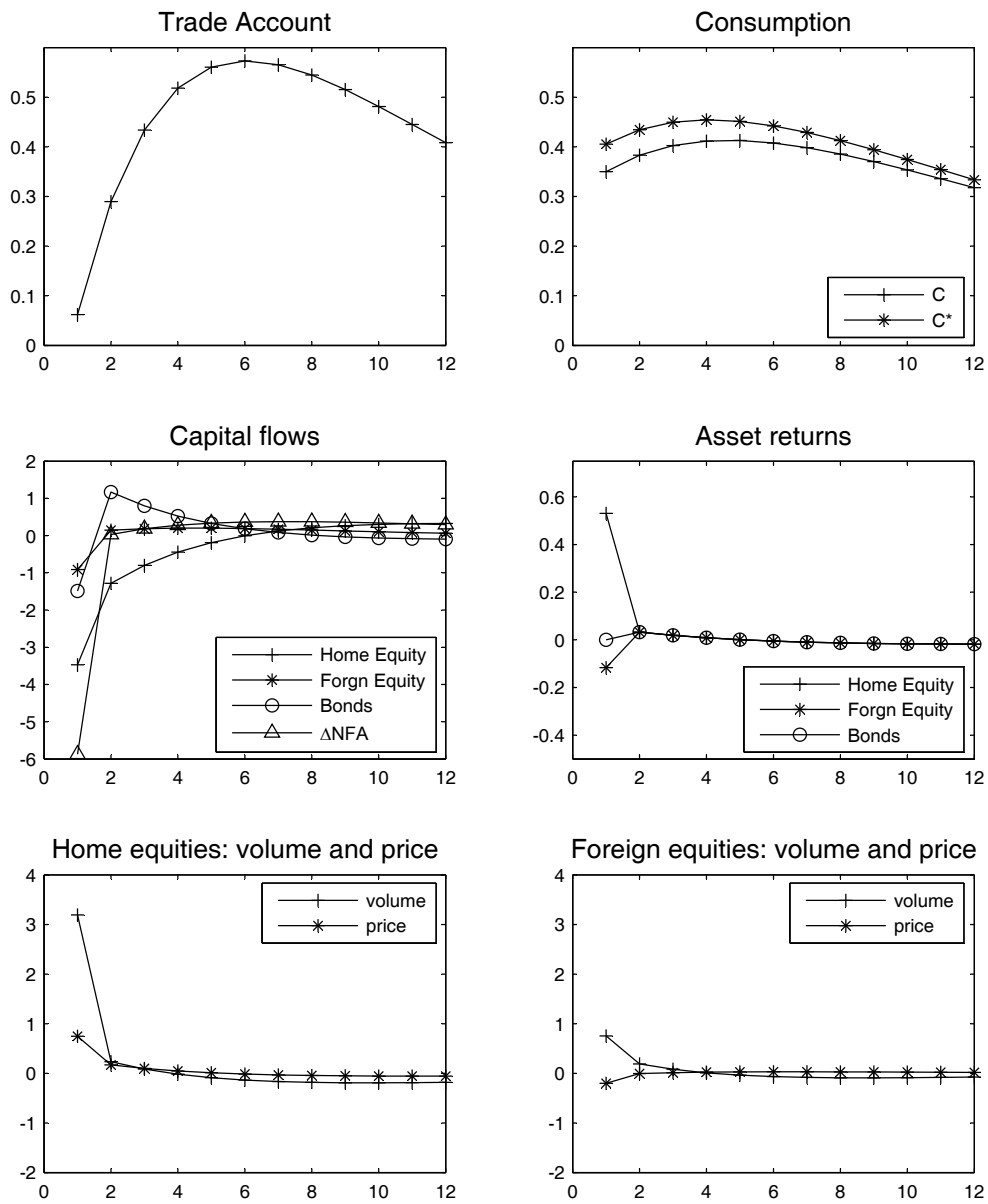 Trade Account
0.5
0.4
0.3
0.2
0.1
0
0 2 4 6 8 10 12
Consumption
0.5
0.4
0.3
0.2
0.1
0
0 2 4 6 8 10 12
C
C*
Capital flows
2
1
0
-1
-2
-3
-4
-5
-6
0 2 4 6 8 10 12
Home Equity
Forgn Equity
Bonds
ΔNFA
Asset returns
0.6
0.4
0.2
0
-0.2
-0.4
0 2 4 6 8 10 12
Home Equity
Forgn Equity
Bonds
Home equities: volume and price
4
3
2
1
0
-1
-2
0 2 4 6 8 10 12
volume
price
Foreign equities: volume and price
4
3
2
1
0
-1
-2
0 2 4 6 8 10 12
volume
price